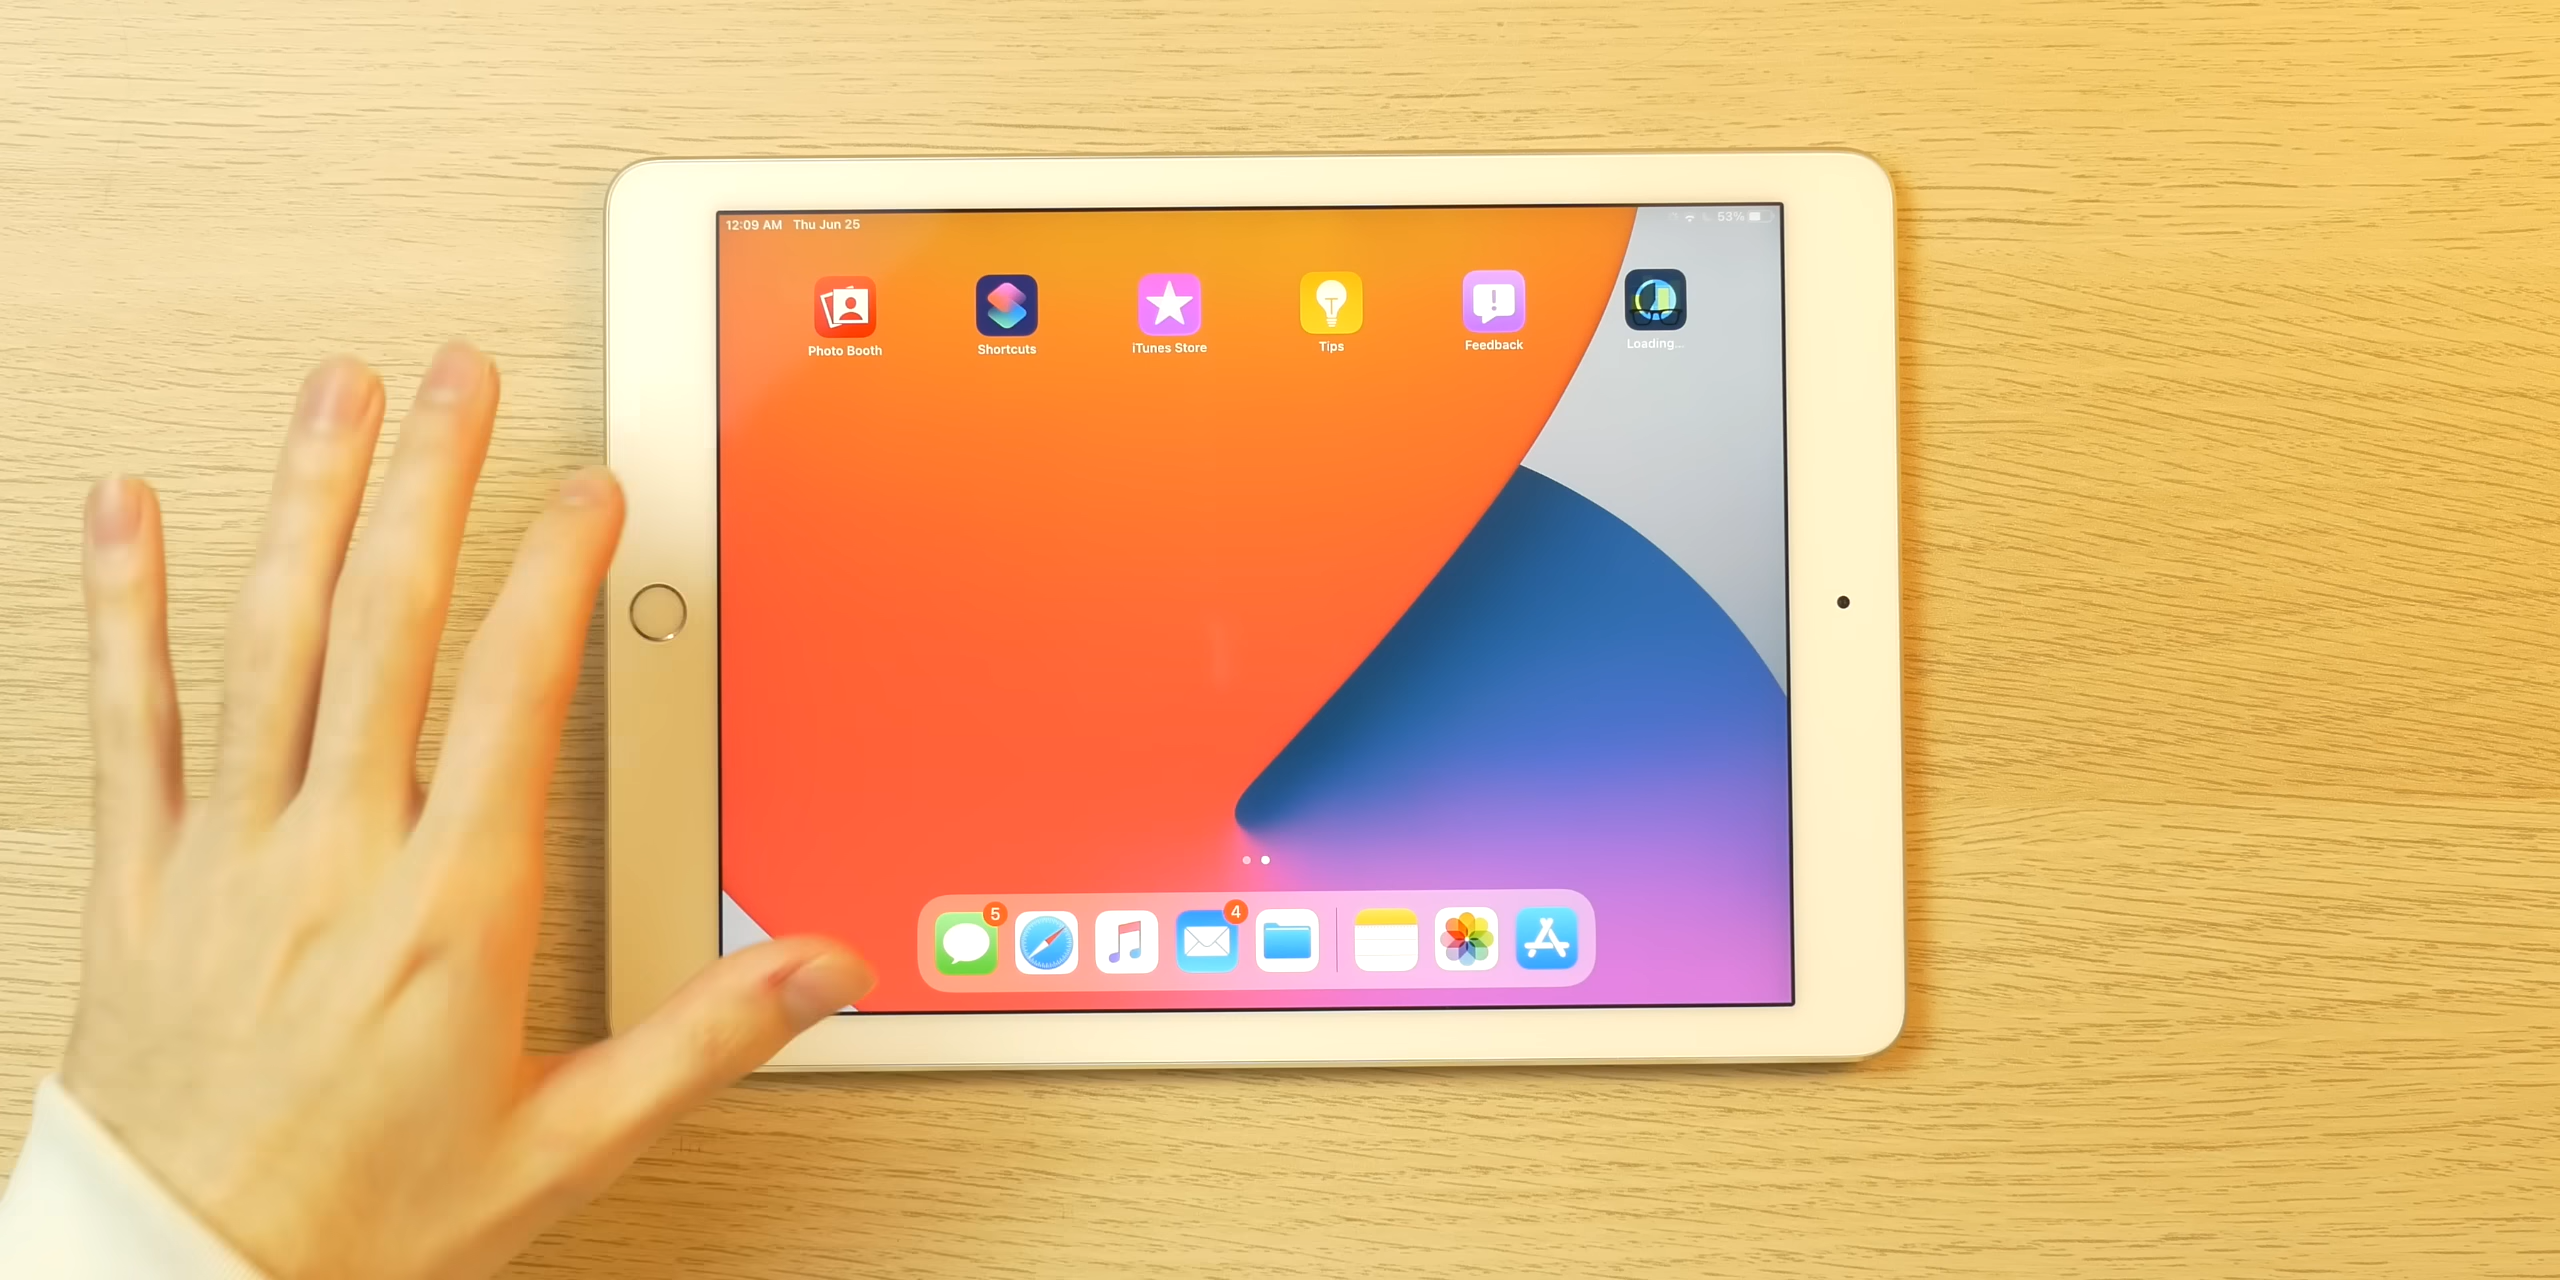 12:09 AM Thu Jun 25
53%
Photo Booth
Shortcuts
iTunes Store
Tips
Feedback
Loading...
5
4